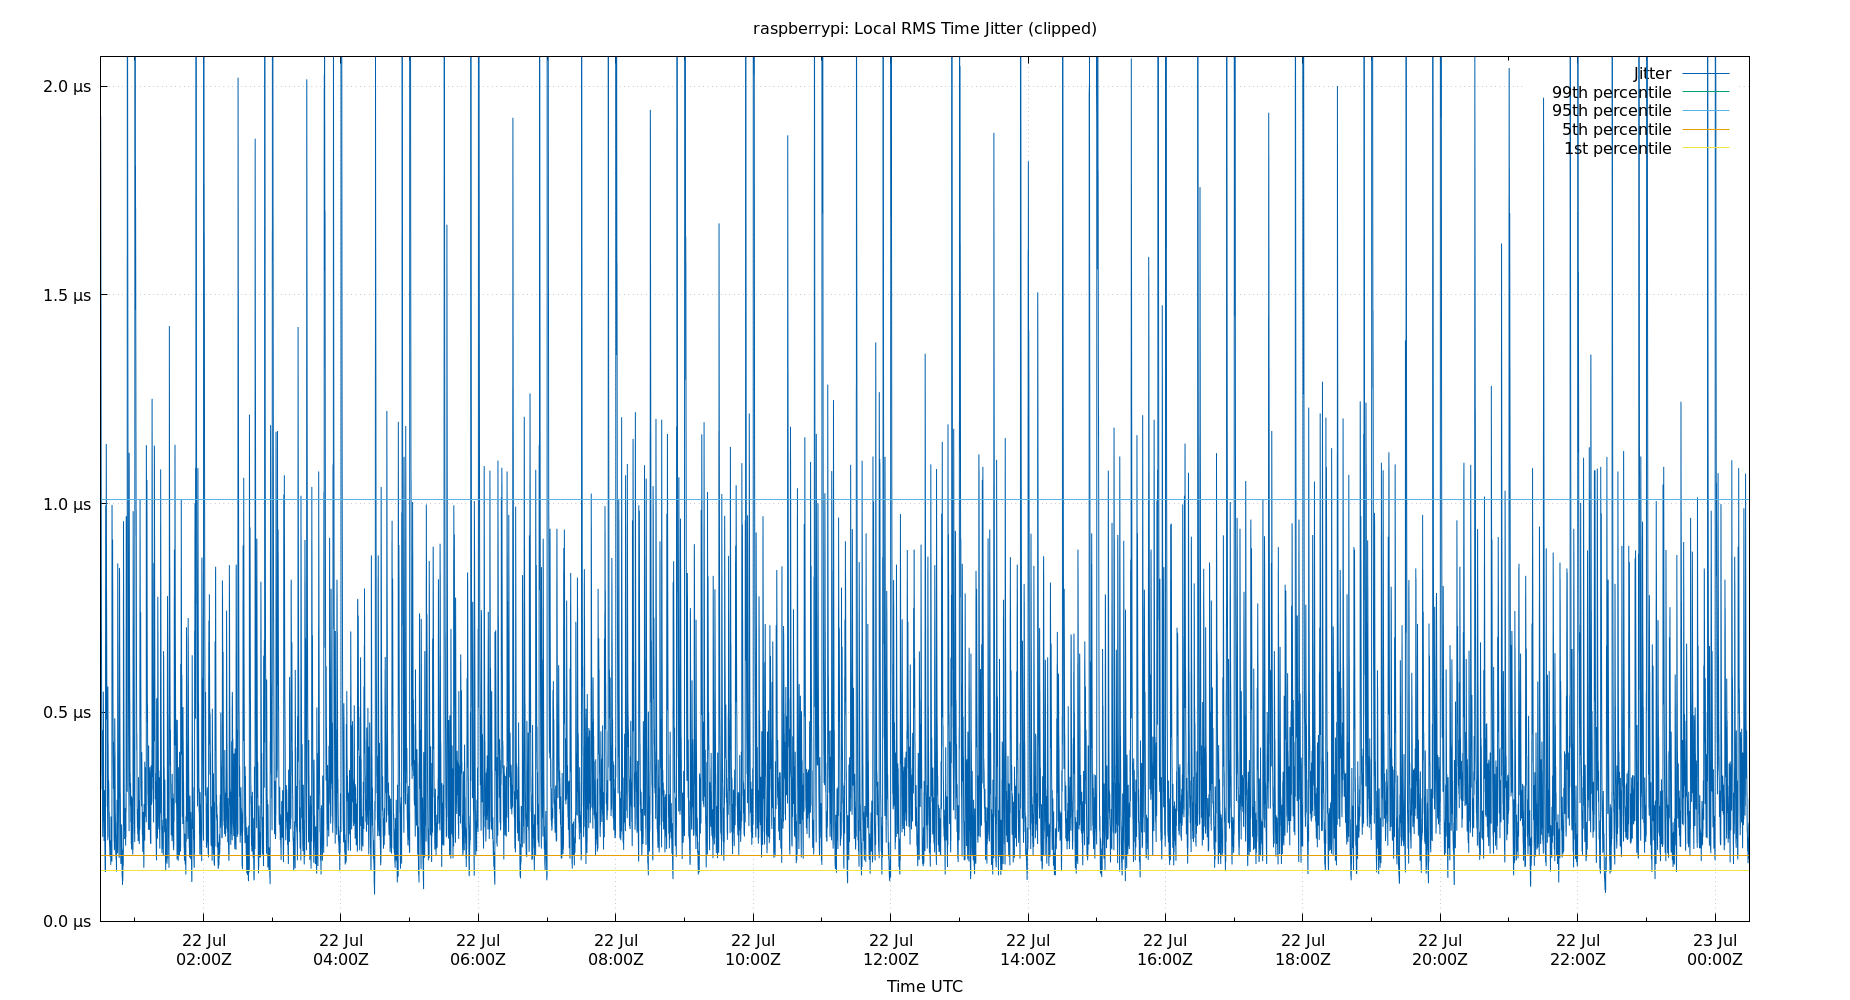 raspberrypi: Local RMS Time Jitter (clipped)
2.0 µs
1.5 µs
1.0 µs
0.5 µs
0.0 µs
Jitter
99th percentile
95th percentile
5th percentile
1st percentile
22 Jul 22 Jul 22 Jul 22 Jul 22 Jul 22 Jul 22 Jul 22 Jul 22 Jul 22 Jul 22 Jul 23 Jul
02:00Z 04:00Z 06:00Z 08:00Z 10:00Z 12:00Z 14:00Z 16:00Z 18:00Z 20:00Z 22:00Z 00:00Z
Time UTC